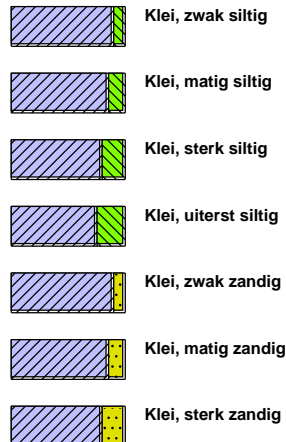 Klei, zwak siltig
Klei, matig siltig
Klei, sterk siltig
Klei, uiterst siltig
Klei, zwak zandig
Klei, matig zandig
Klei, sterk zandig